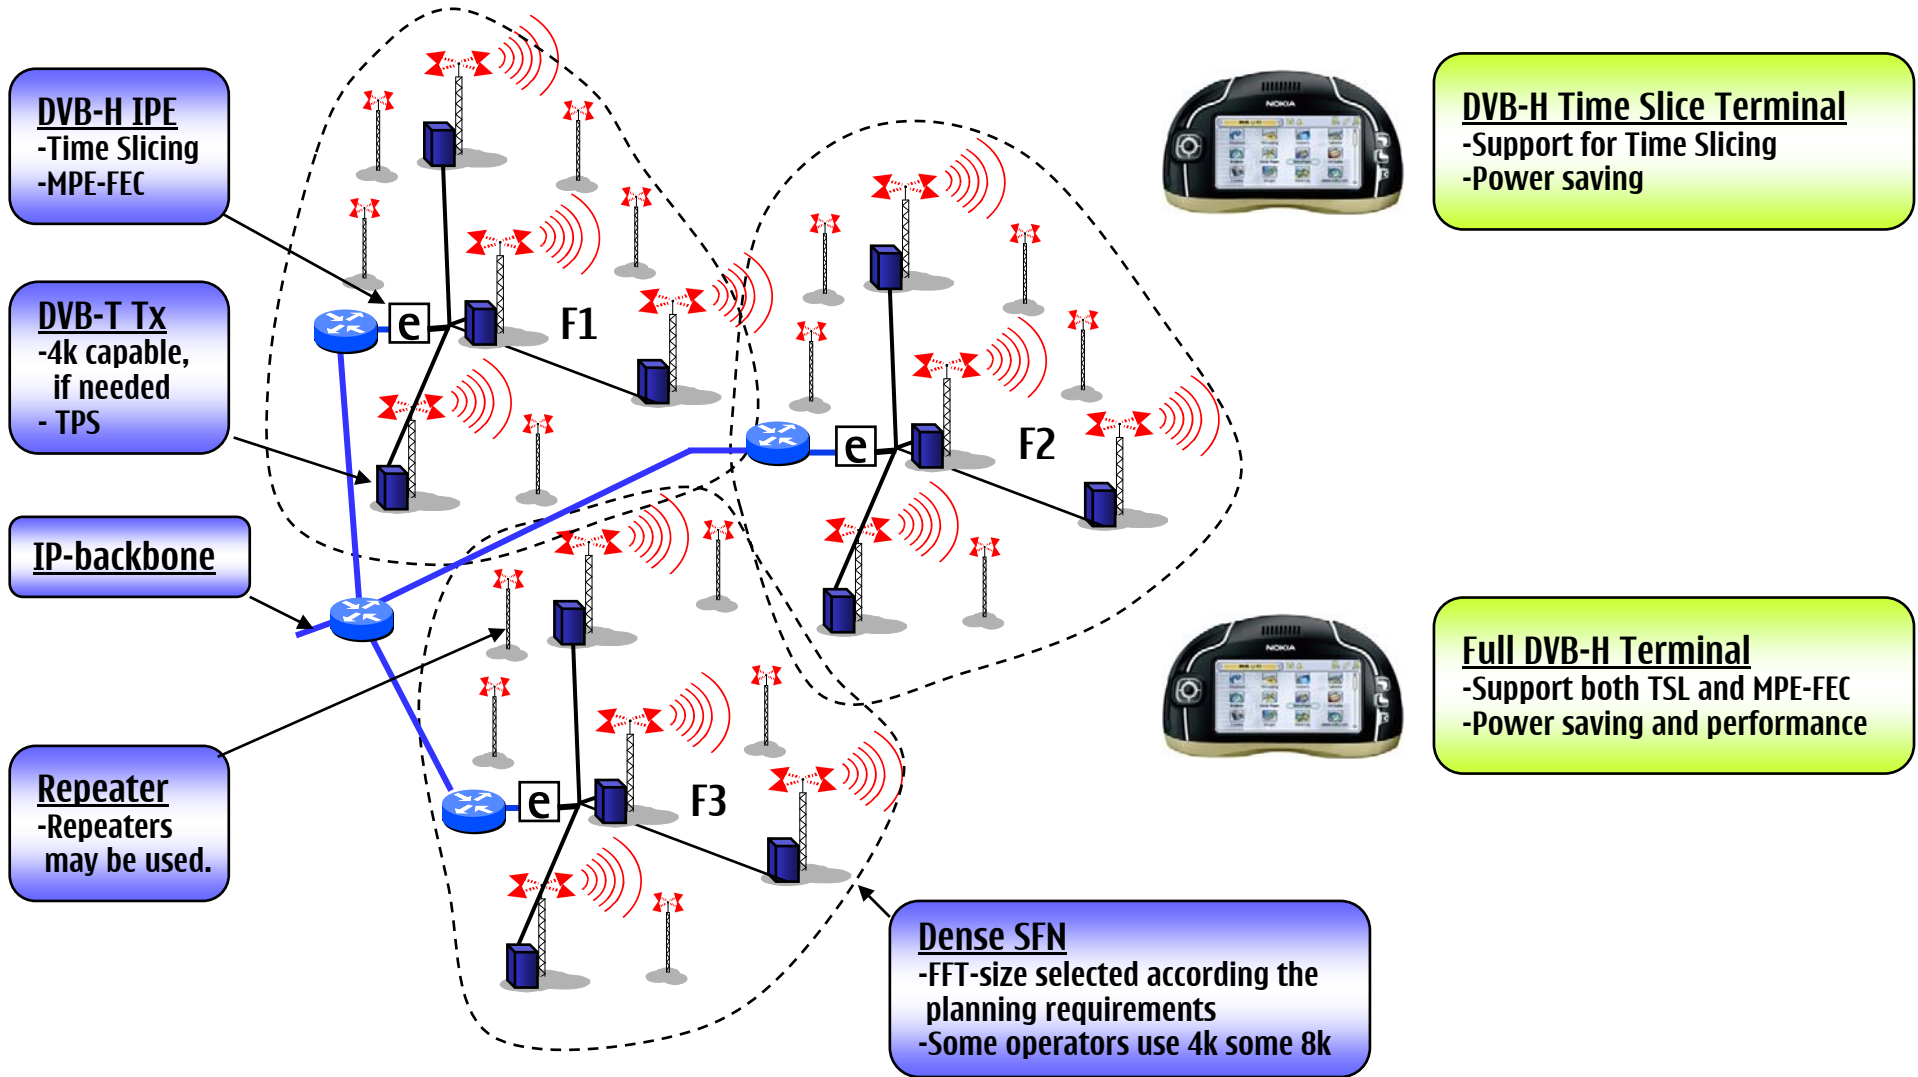 DVB-H IPE
-Time Slicing
-MPE-FEC
DVB-T Tx
-4k capable,
if needed
- TPS
IP-backbone
Repeater
-Repeaters
may be used.
e
F1
e
F2
e
F3
Dense SFN
-FFT-size selected according the
planning requirements
-Some operators use 4k some 8k
NOKIA
DVB-H Time Slice Terminal
-Support for Time Slicing
-Power saving
NOKIA
Full DVB-H Terminal
-Support both TSL and MPE-FEC
-Power saving and performance